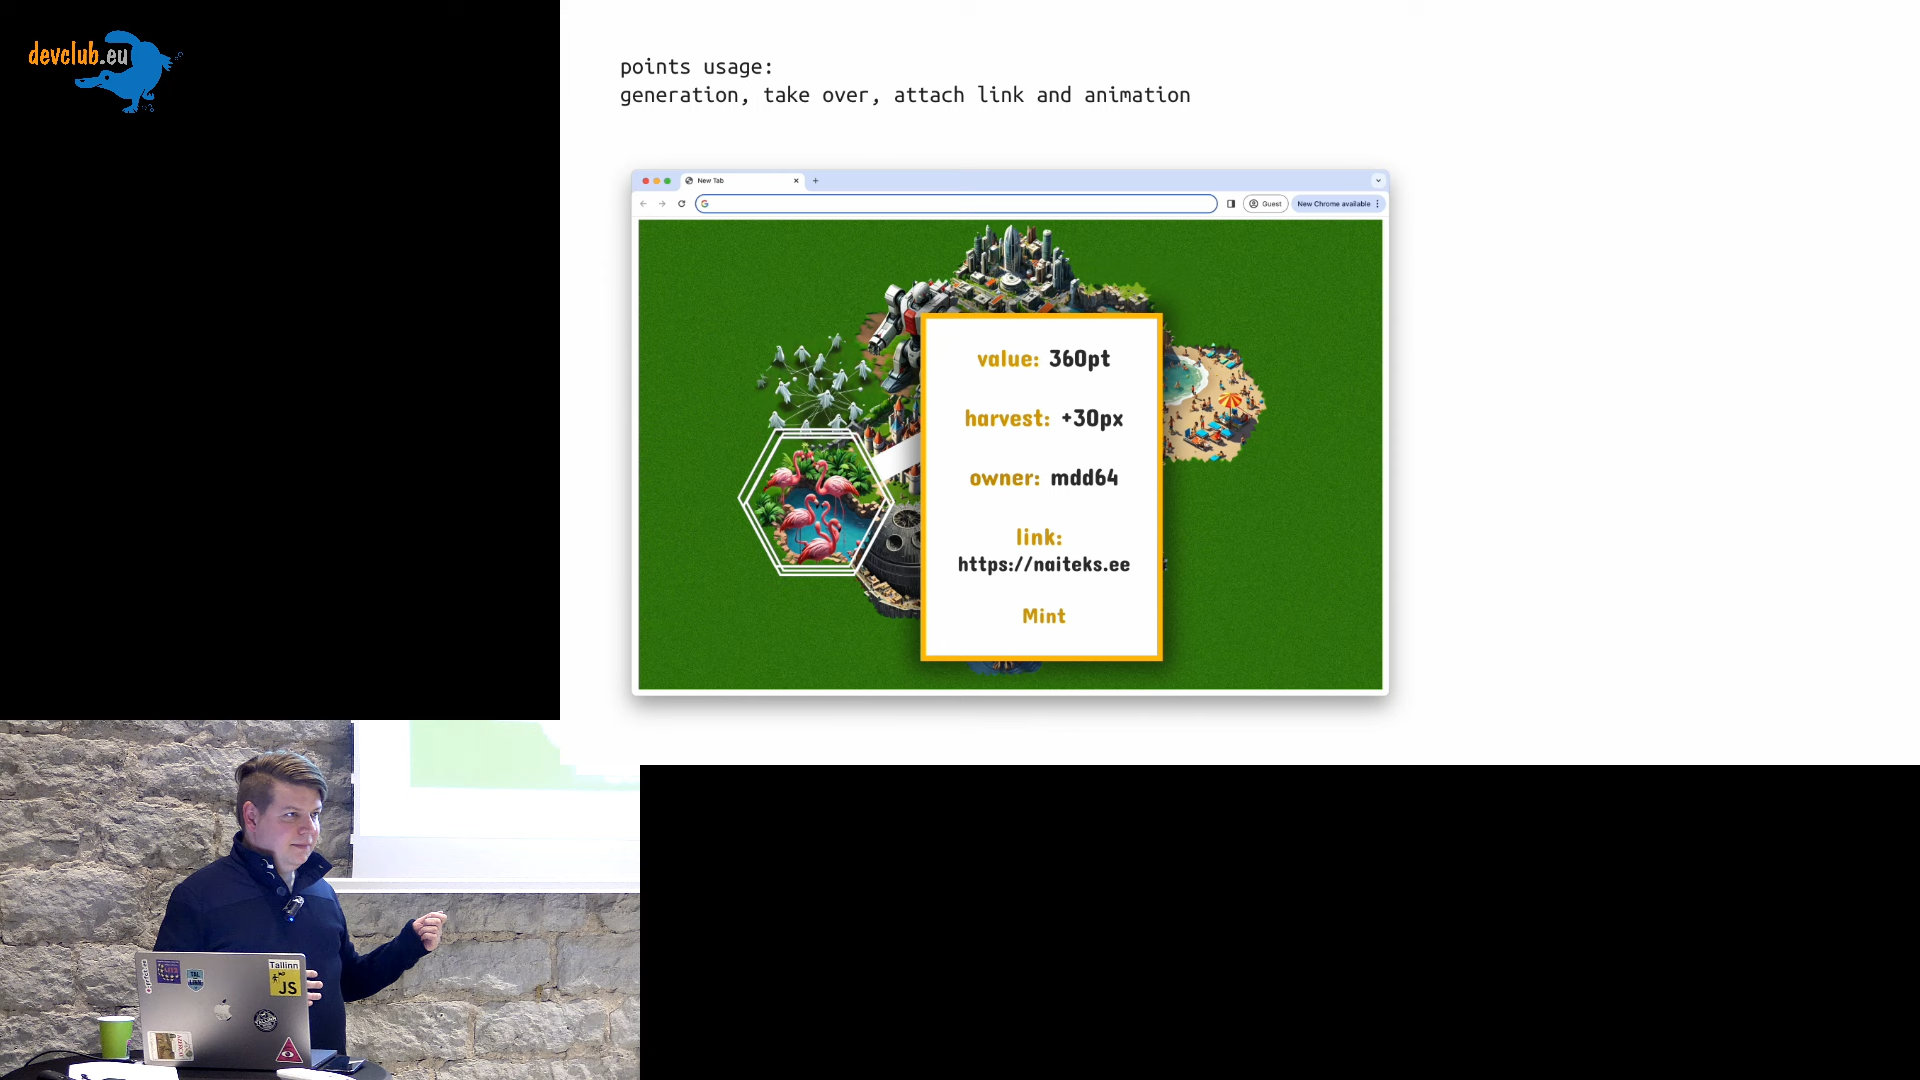 devclub.eu
points usage:
generation, take over, attach link and animation
New Tab
Guest
New Chrome available
value: 360pt
harvest: +30px
owner: mdd64
link:
https://naiteks.ee
Mint
Tallinn
JS